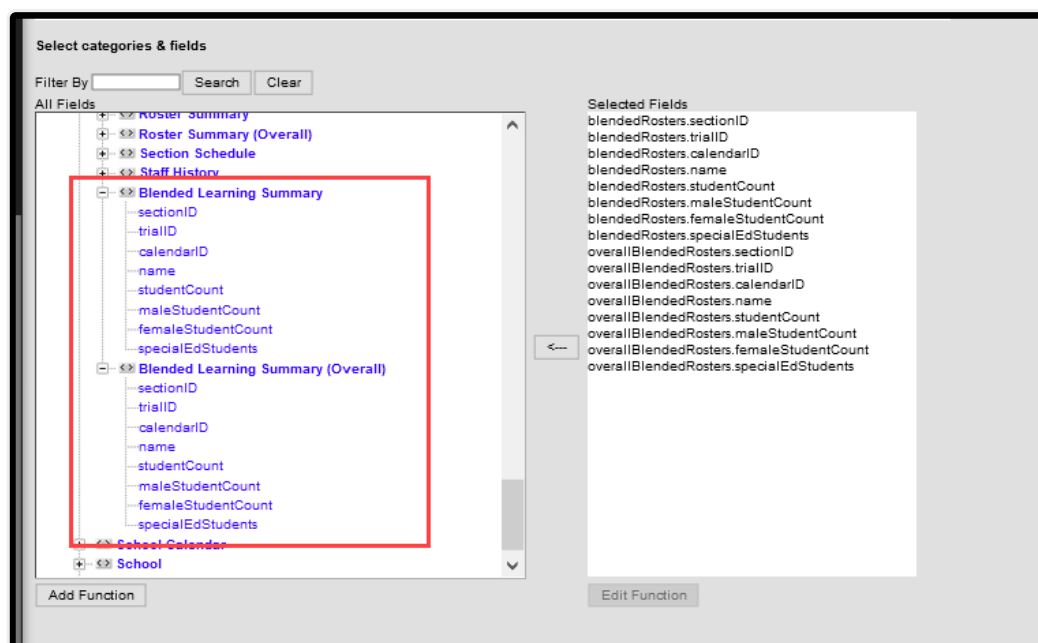 Select categories & fields
Filter By
Search
Clear
All Fields
Roster Summary
Roster Summary (Overall)
Section Schedule
Staff History
Blended Learning Summary
sectionID
trialID
calendarID
name
studentCount
maleStudentCount
femaleStudentCount
specialEdStudents
Blended Learning Summary (Overall)
sectionID
trialID
calendarID
name
studentCount
maleStudentCount
femaleStudentCount
specialEdStudents
School Calendar
School
Add Function
<---
Selected Fields
blendedRosters.sectionID
blendedRosters.trialID
blendedRosters.calendarID
blendedRosters.name
blendedRosters.studentCount
blendedRosters.maleStudentCount
blendedRosters.femaleStudentCount
blendedRosters.specialEdStudents
overallBlendedRosters.sectionID
overallBlendedRosters.trialID
overallBlendedRosters.calendarID
overallBlendedRosters.name
overallBlendedRosters.studentCount
overallBlendedRosters.maleStudentCount
overallBlendedRosters.femaleStudentCount
overallBlendedRosters.specialEdStudents
Edit Function